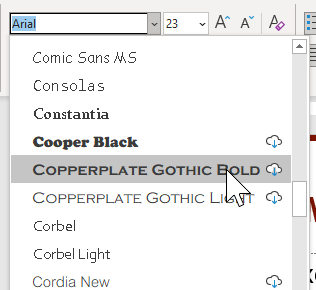 Arial 23 A A A
Comic Sans MS
Consolas
Constantia
Cooper Black
Copperplate Gothic Bold
Copperplate Gothic Light
Corbel
Corbel Light
Cordia New